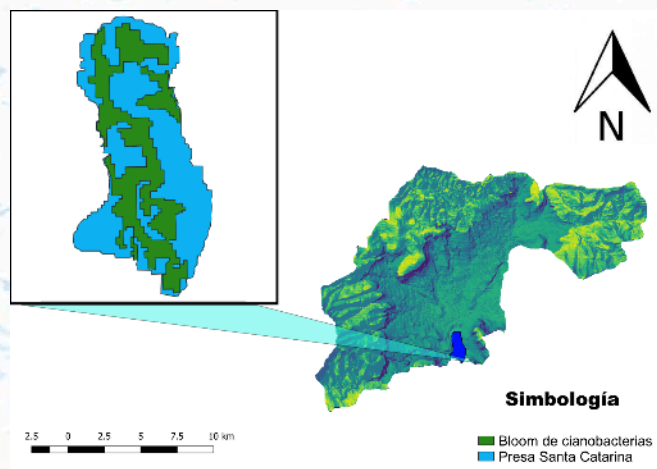 N
Simbología
Bloom de cianobacterias
Presa Santa Catarina
2.5 0 2.5 5 7.5 10 km